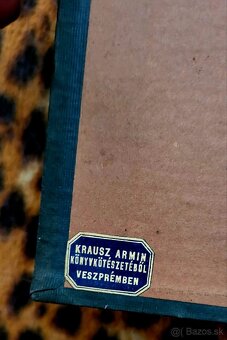 KRAUSZ ARMIN
KÖNYVKÖTÉSZETÉBŐL
VESZPRÉMBEN
© Bazos.sk